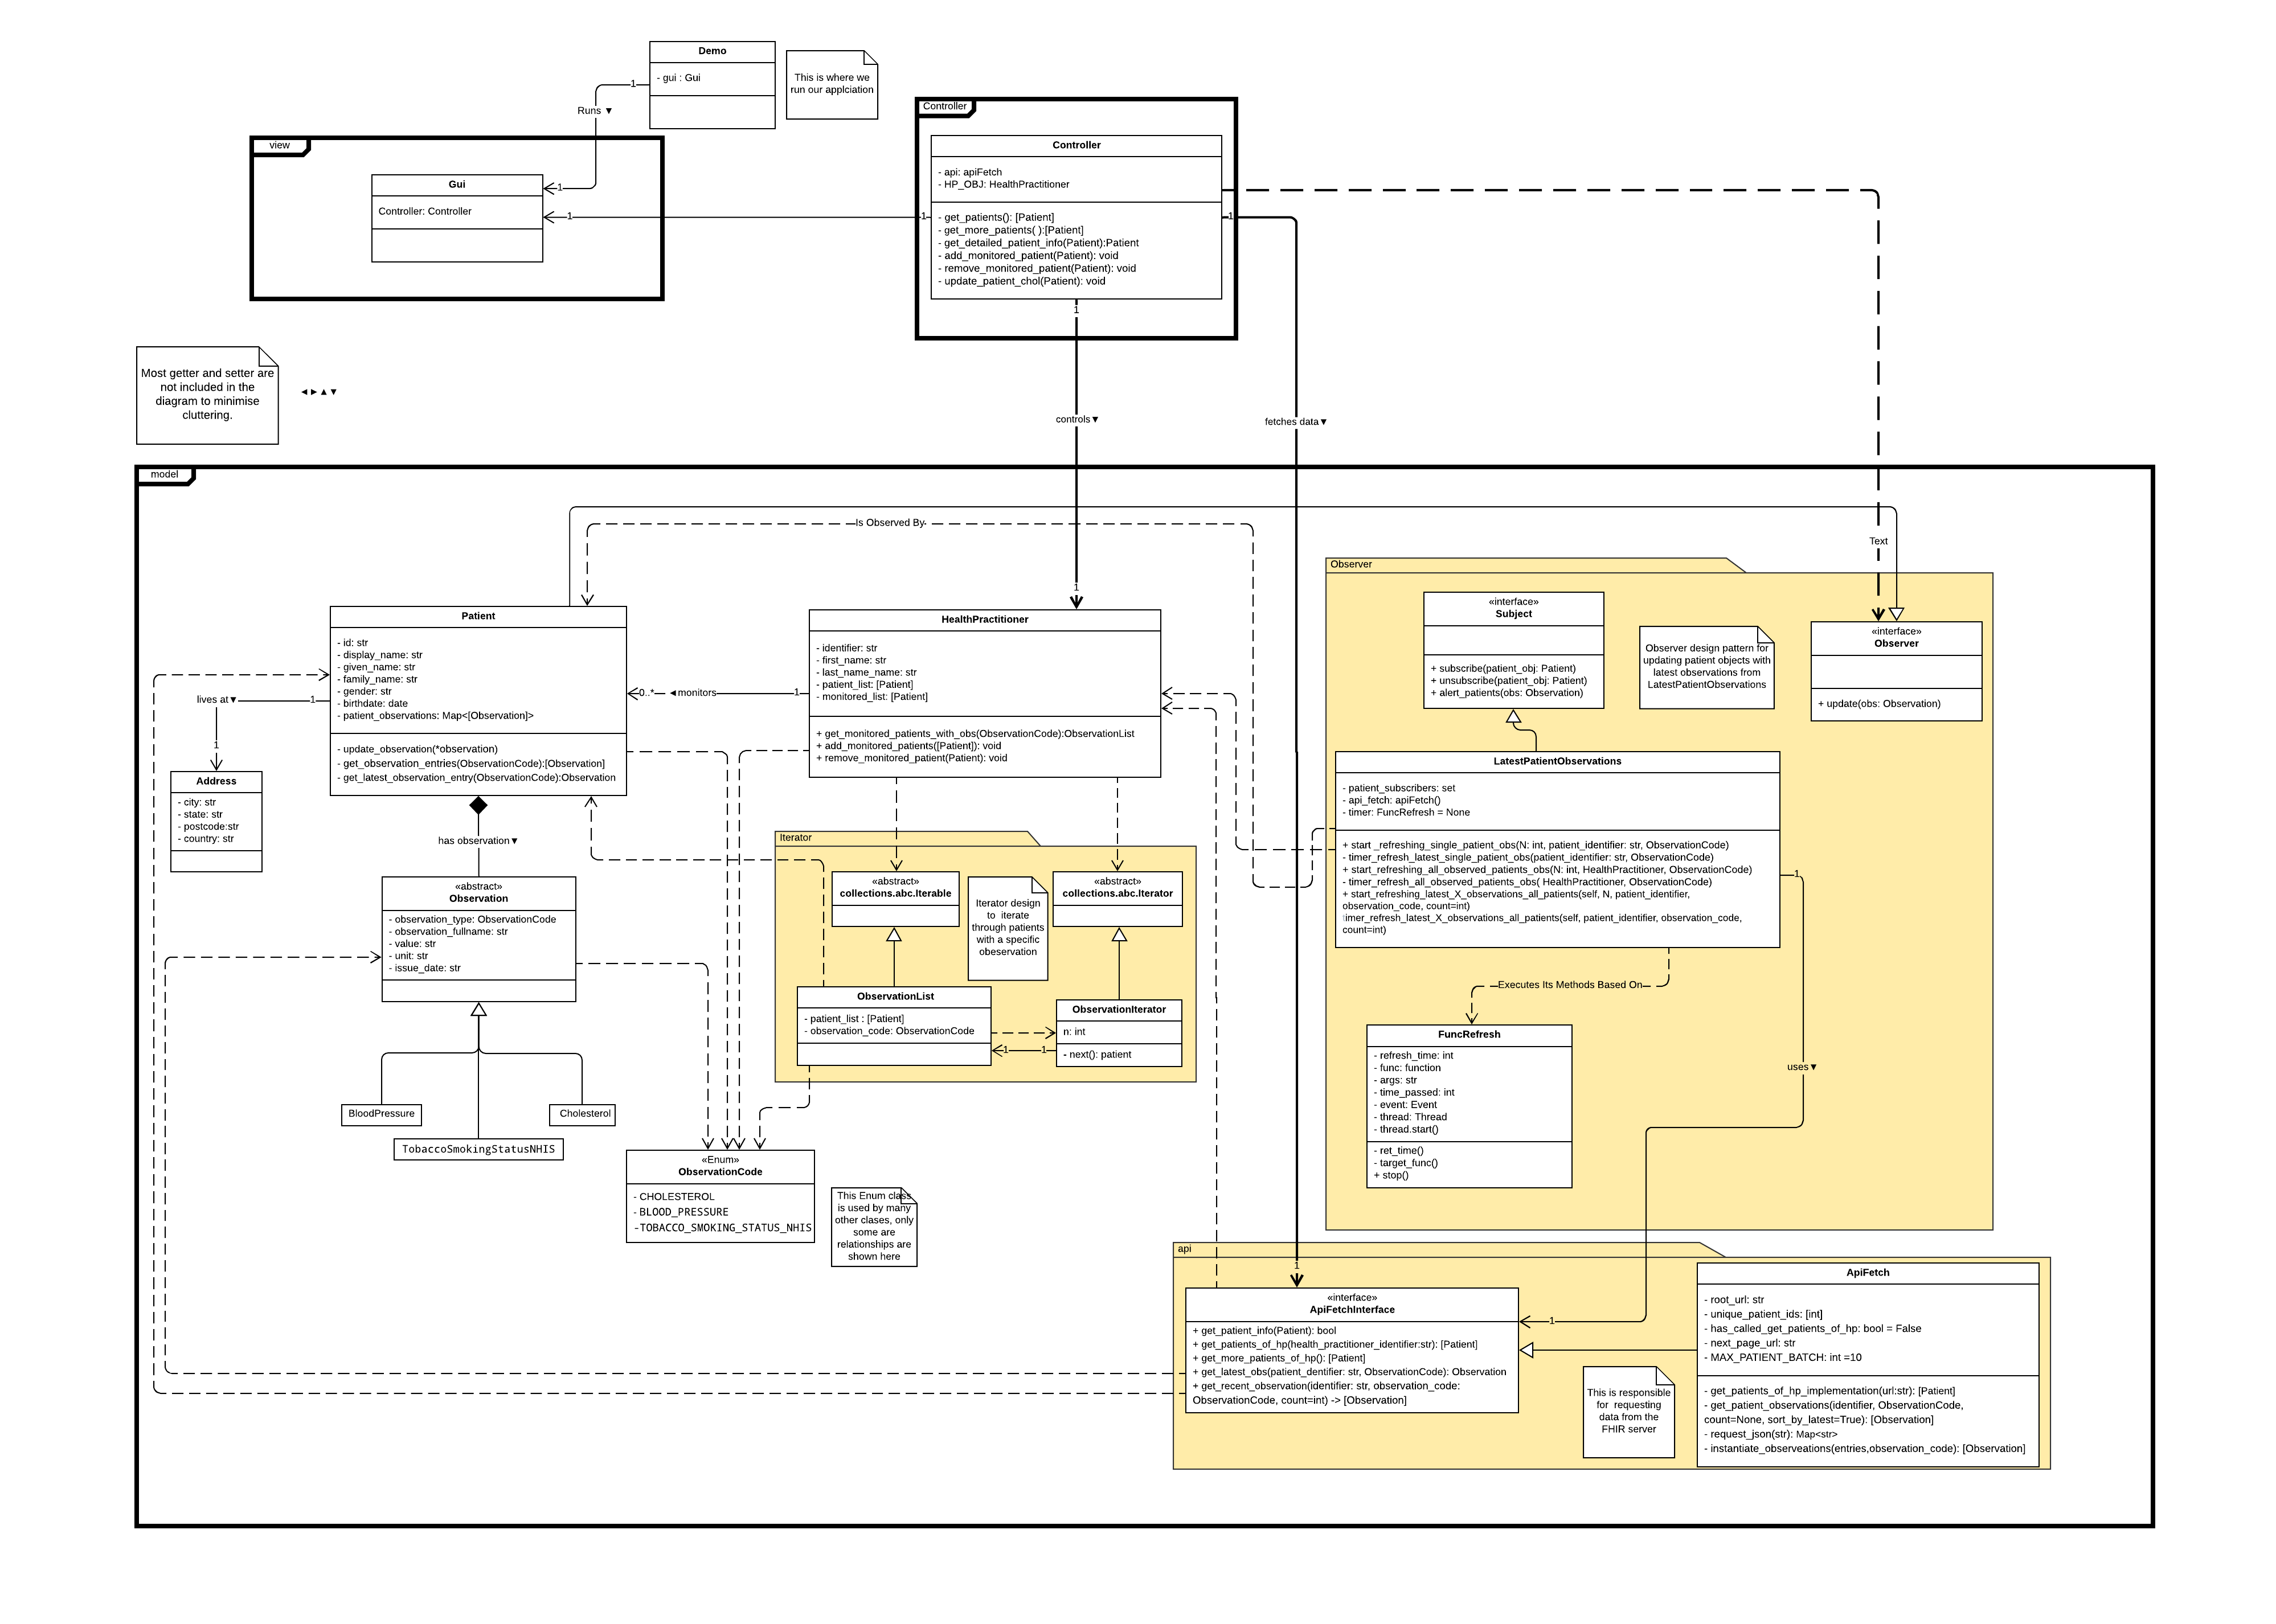 Demo
- gui : Gui
This is where we
run our applciation
1
Runs ▼
1
view
Gui
Controller: Controller
1
1
Controller
Controller
- api: apiFetch
- HP_OBJ: HealthPractitioner
- get_patients(): [Patient]
- get_more_patients( ):[Patient]
- get_detailed_patient_info(Patient):Patient
- add_monitored_patient(Patient): void
- remove_monitored_patient(Patient): void
- update_patient_chol(Patient): void
1
1
controls▼
fetches data▼
Most getter and setter are
not included in the
diagram to minimise
cluttering.
◄►▲▼
model
Is Observed By
Text
1
Patient
- id: str
- display_name: str
- given_name: str
- family_name: str
- gender: str
- birthdate: date
- patient_observations: Map<[Observation]>
- update_observation(*observation)
- get_observation_entries(ObservationCode):[Observation]
- get_latest_observation_entry(ObservationCode):Observation
lives at▼
1
1
Address
- city: str
- state: str
- postcode:str
- country: str
0..*
◄monitors
1
HealthPractitioner
- identifier: str
- first_name: str
- last_name_name: str
- patient_list: [Patient]
- monitored_list: [Patient]
+ get_monitored_patients_with_obs(ObservationCode):ObservationList
+ add_monitored_patients([Patient]): void
+ remove_monitored_patient(Patient): void
has observation▼
«abstract»
Observation
- observation_type: ObservationCode
- observation_fullname: str
- value: str
- unit: str
- issue_date: str
BloodPressure
Cholesterol
TobaccoSmokingStatusNHIS
Iterator
«abstract»
collections.abc.Iterable
«abstract»
collections.abc.Iterator
Iterator design
to iterate
through patients
with a specific
obeservation
ObservationList
- patient_list : [Patient]
- observation_code: ObservationCode
1
1
ObservationIterator
n: int
- next(): patient
«Enum»
ObservationCode
- CHOLESTEROL
- BLOOD_PRESSURE
-TOBACCO_SMOKING_STATUS_NHIS
This Enum class
is used by many
other clases, only
some are
relationships are
shown here
Observer
«interface»
Subject
+ subscribe(patient_obj: Patient)
+ unsubscribe(patient_obj: Patient)
+ alert_patients(obs: Observation)
Observer design pattern for
updating patient objects with
latest observations from
LatestPatientObservations
«interface»
Observer
+ update(obs: Observation)
LatestPatientObservations
- patient_subscribers: set
- api_fetch: apiFetch()
- timer: FuncRefresh = None
+ start _refreshing_single_patient_obs(N: int, patient_identifier: str, ObservationCode)
- timer_refresh_latest_single_patient_obs(patient_identifier: str, ObservationCode)
+ start_refreshing_all_observed_patients_obs(N: int, HealthPractitioner, ObservationCode)
- timer_refresh_all_observed_patients_obs( HealthPractitioner, ObservationCode)
+ start_refreshing_latest_X_observations_all_patients(self, N, patient_identifier,
observation_code, count=int)
timer_refresh_latest_X_observations_all_patients(self, patient_identifier, observation_code,
count=int)
1
Executes Its Methods Based On
FuncRefresh
- refresh_time: int
- func: function
- args: str
- time_passed: int
- event: Event
- thread: Thread
- thread.start()
- ret_time()
- target_func()
+ stop()
uses▼
api
1
«interface»
ApiFetchInterface
+ get_patient_info(Patient): bool
+ get_patients_of_hp(health_practitioner_identifier:str): [Patient]
+ get_more_patients_of_hp(): [Patient]
+ get_latest_obs(patient_dentifier: str, ObservationCode): Observation
+ get_recent_observation(identifier: str, observation_code:
ObservationCode, count=int) -> [Observation]
1
This is responsible
for requesting
data from the
FHIR server
ApiFetch
- root_url: str
- unique_patient_ids: [int]
- has_called_get_patients_of_hp: bool = False
- next_page_url: str
- MAX_PATIENT_BATCH: int =10
- get_patients_of_hp_implementation(url:str): [Patient]
- get_patient_observations(identifier, ObservationCode,
count=None, sort_by_latest=True): [Observation]
- request_json(str): Map<str>
- instantiate_observeations(entries,observation_code): [Observation]